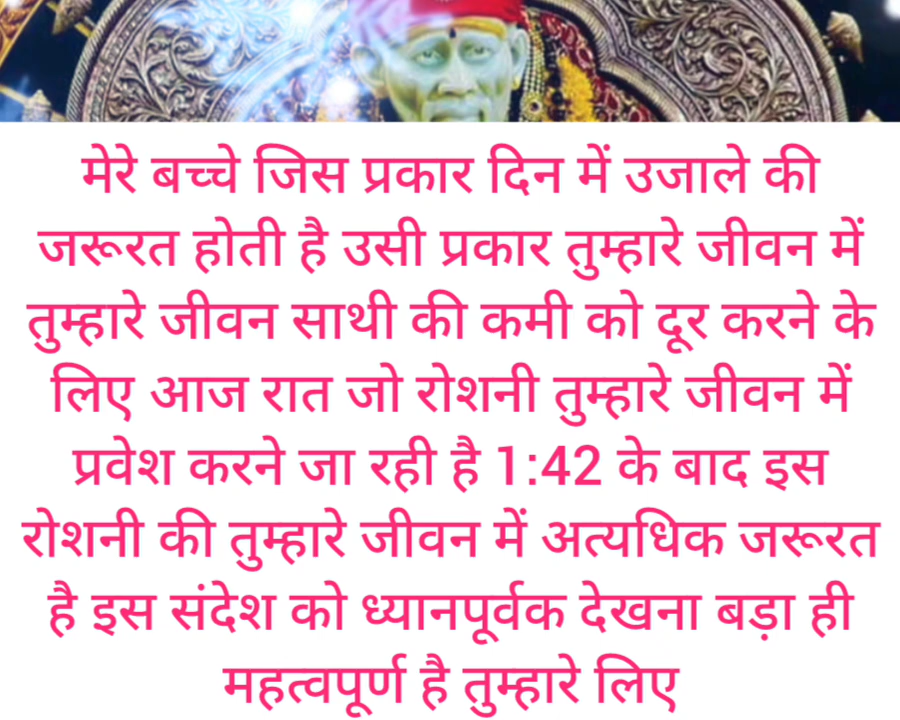 मेरे बच्चे जिस प्रकार दिन में उजाले की
जरूरत होती है उसी प्रकार तुम्हारे जीवन में
तुम्हारे जीवन साथी की कमी को दूर करने के
लिए आज रात जो रोशनी तुम्हारे जीवन में
प्रवेश करने जा रही है 1:42 के बाद इस
रोशनी की तुम्हारे जीवन में अत्यधिक जरूरत
है इस संदेश को ध्यानपूर्वक देखना बड़ा ही
महत्वपूर्ण है तुम्हारे लिए